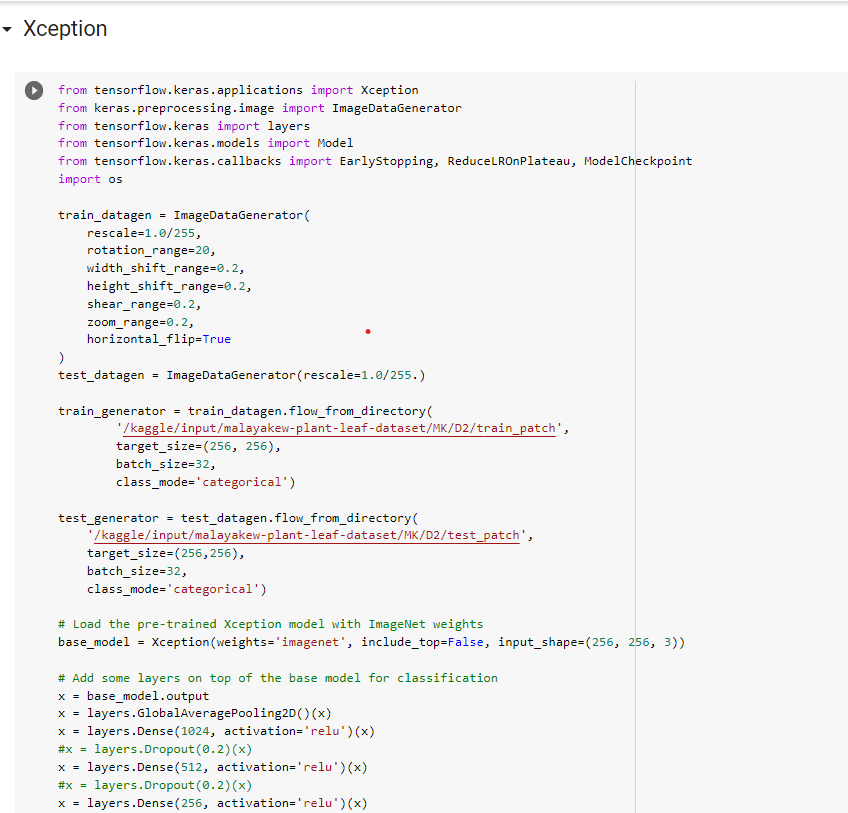 Xception
from tensorflow.keras.applications import Xception
from keras.preprocessing.image import ImageDataGenerator
from tensorflow.keras import layers
from tensorflow.keras.models import Model
from tensorflow.keras.callbacks import EarlyStopping, ReduceLROnPlateau, ModelCheckpoint
import os
train_datagen = ImageDataGenerator(
    rescale=1.0/255,
    rotation_range=20,
    width_shift_range=0.2,
    height_shift_range=0.2,
    shear_range=0.2,
    zoom_range=0.2,
    horizontal_flip=True
)
test_datagen = ImageDataGenerator(rescale=1.0/255.)
train_generator = train_datagen.flow_from_directory(
        '/kaggle/input/malayakew-plant-leaf-dataset/MK/D2/train_patch',
        target_size=(256, 256),
        batch_size=32,
        class_mode='categorical')
test_generator = test_datagen.flow_from_directory(
    '/kaggle/input/malayakew-plant-leaf-dataset/MK/D2/test_patch',
    target_size=(256,256),
    batch_size=32,
    class_mode='categorical')
# Load the pre-trained Xception model with ImageNet weights
base_model = Xception(weights='imagenet', include_top=False, input_shape=(256, 256, 3))
# Add some layers on top of the base model for classification
x = base_model.output
x = layers.GlobalAveragePooling2D()(x)
x = layers.Dense(1024, activation='relu')(x)
#x = layers.Dropout(0.2)(x)
x = layers.Dense(512, activation='relu')(x)
#x = layers.Dropout(0.2)(x)
x = layers.Dense(256, activation='relu')(x)